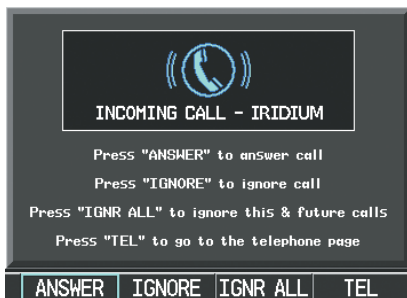 INCOMING CALL - IRIDIUM
Press "ANSWER" to answer call
Press "IGNORE" to ignore call
Press "IGNR ALL" to ignore this & future calls
Press "TEL" to go to the telephone page
ANSWER IGNORE IGNR ALL TEL